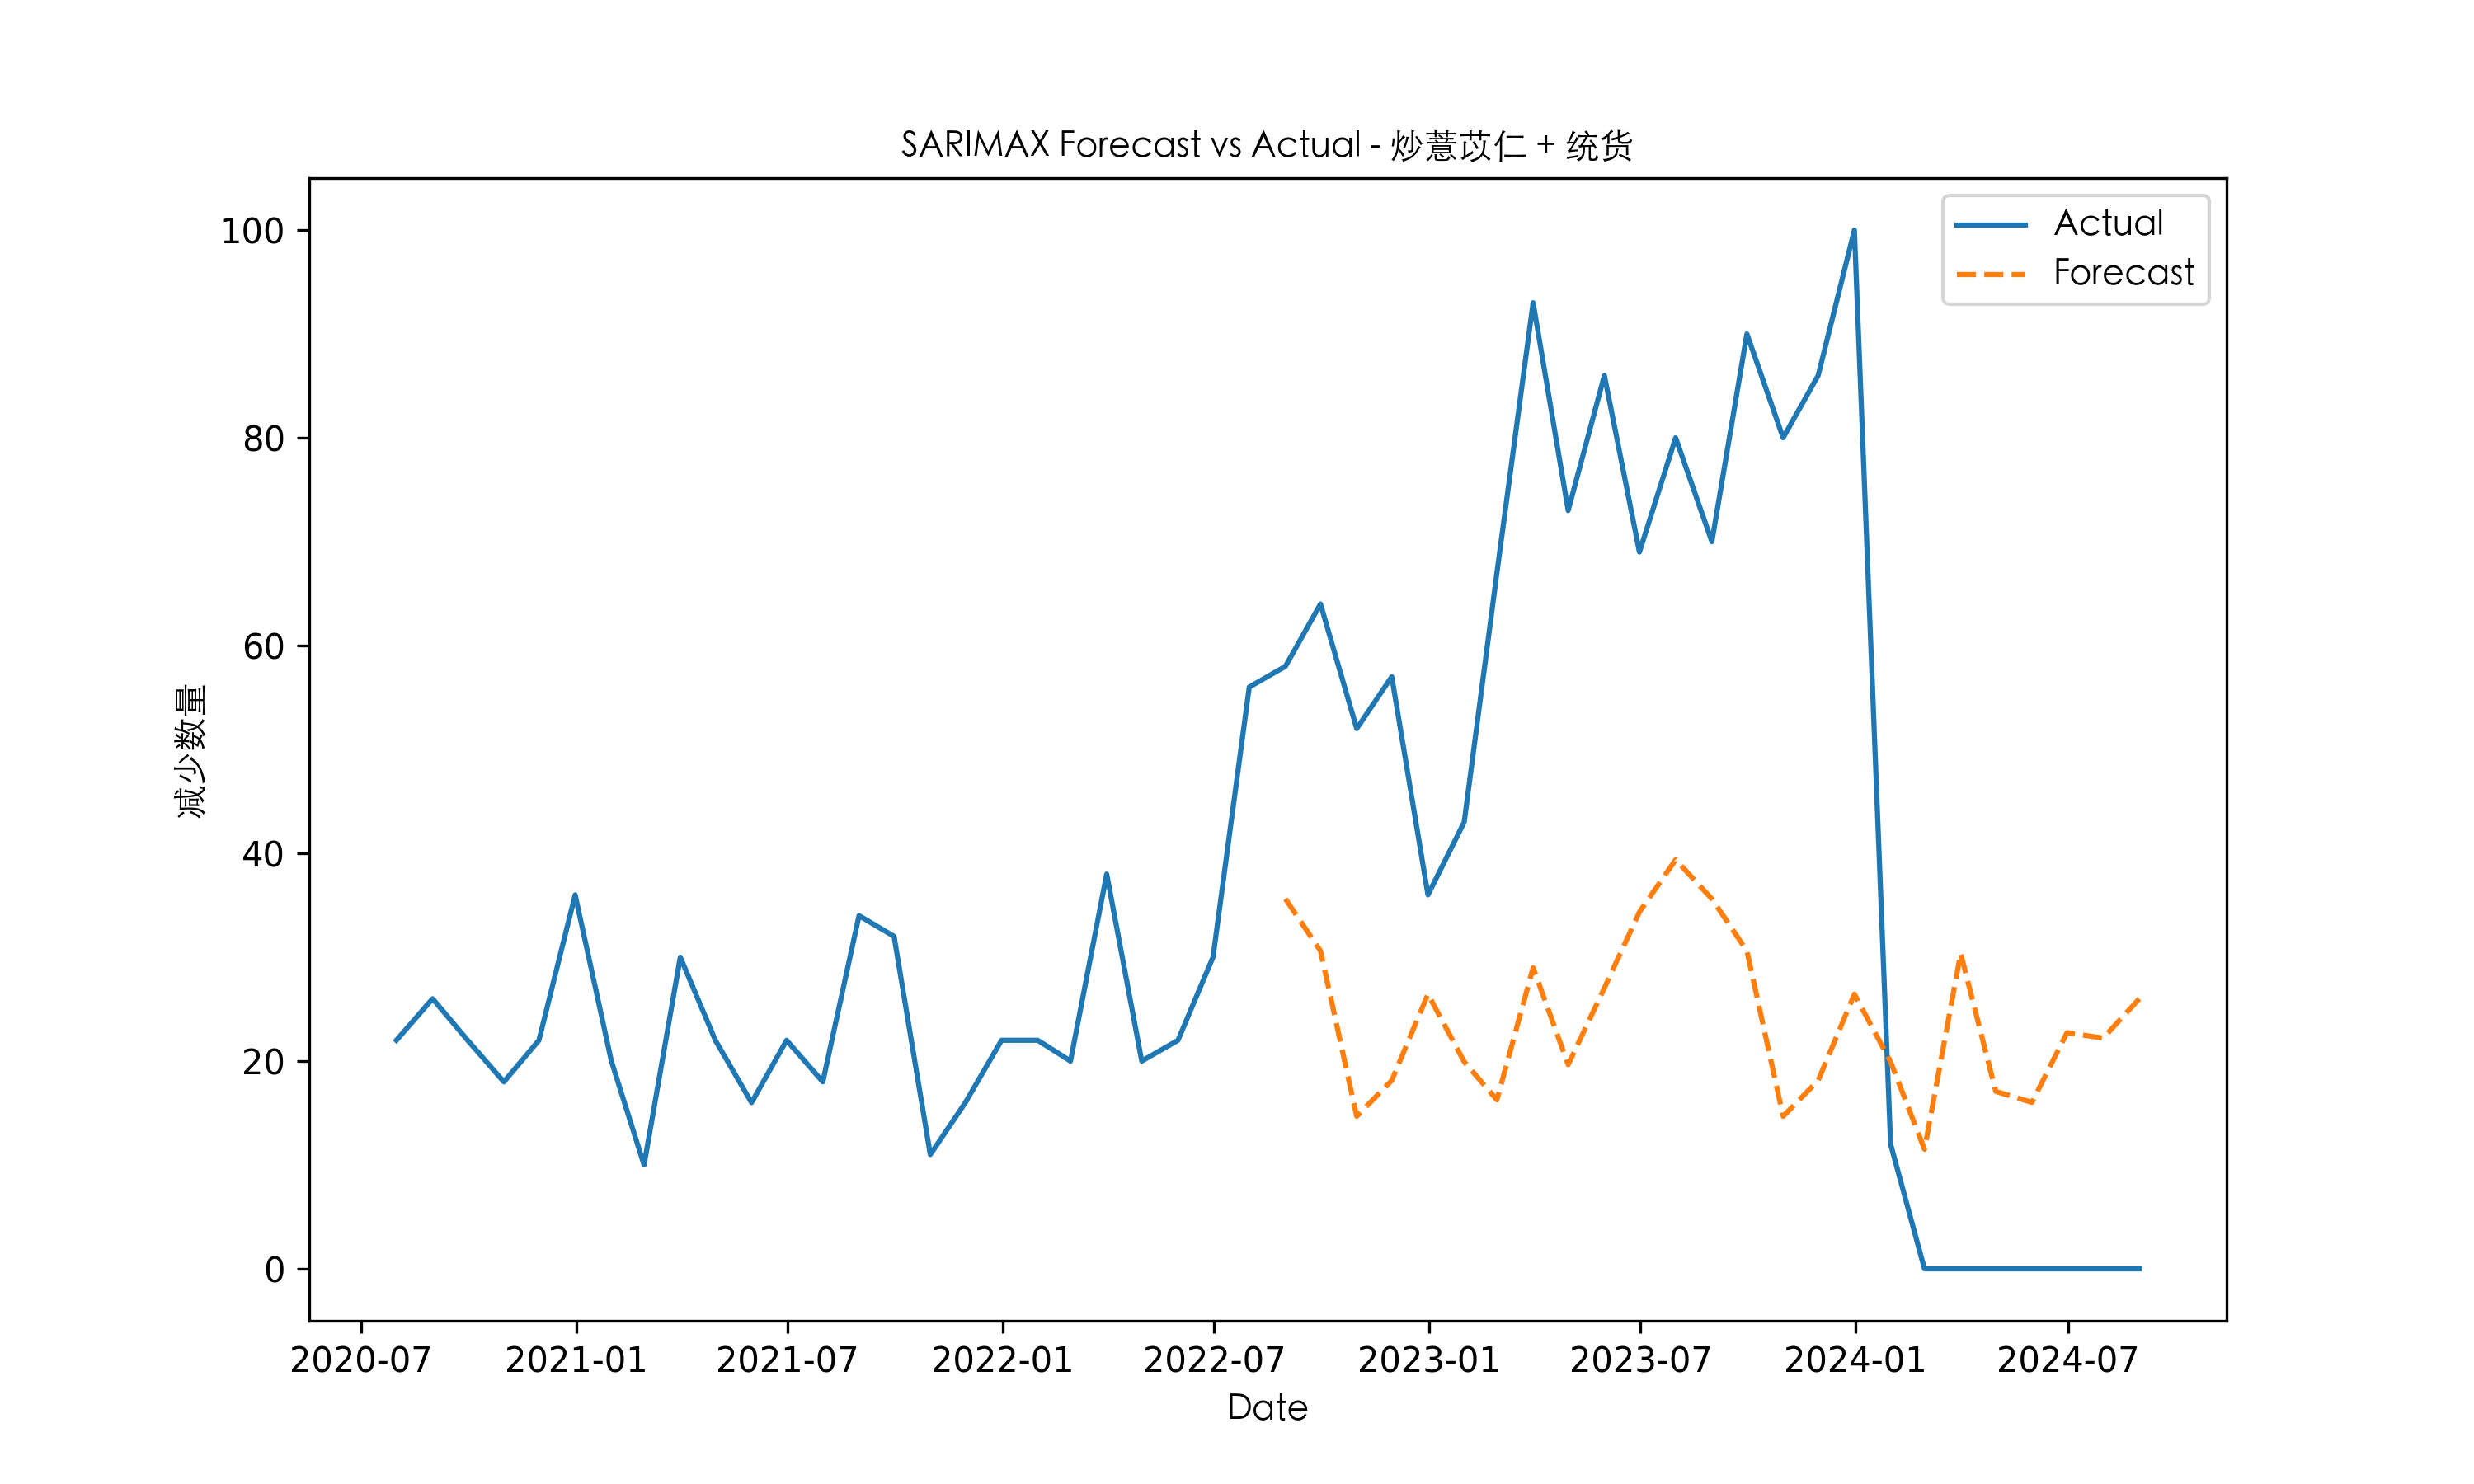 SARIMAX Forecast vs Actual - 炒薏苡仁 + 统货
Actual
Forecast
100
80
60
40
20
0
减少数量
2020-07 2021-01 2021-07 2022-01 2022-07 2023-01 2023-07 2024-01 2024-07
Date